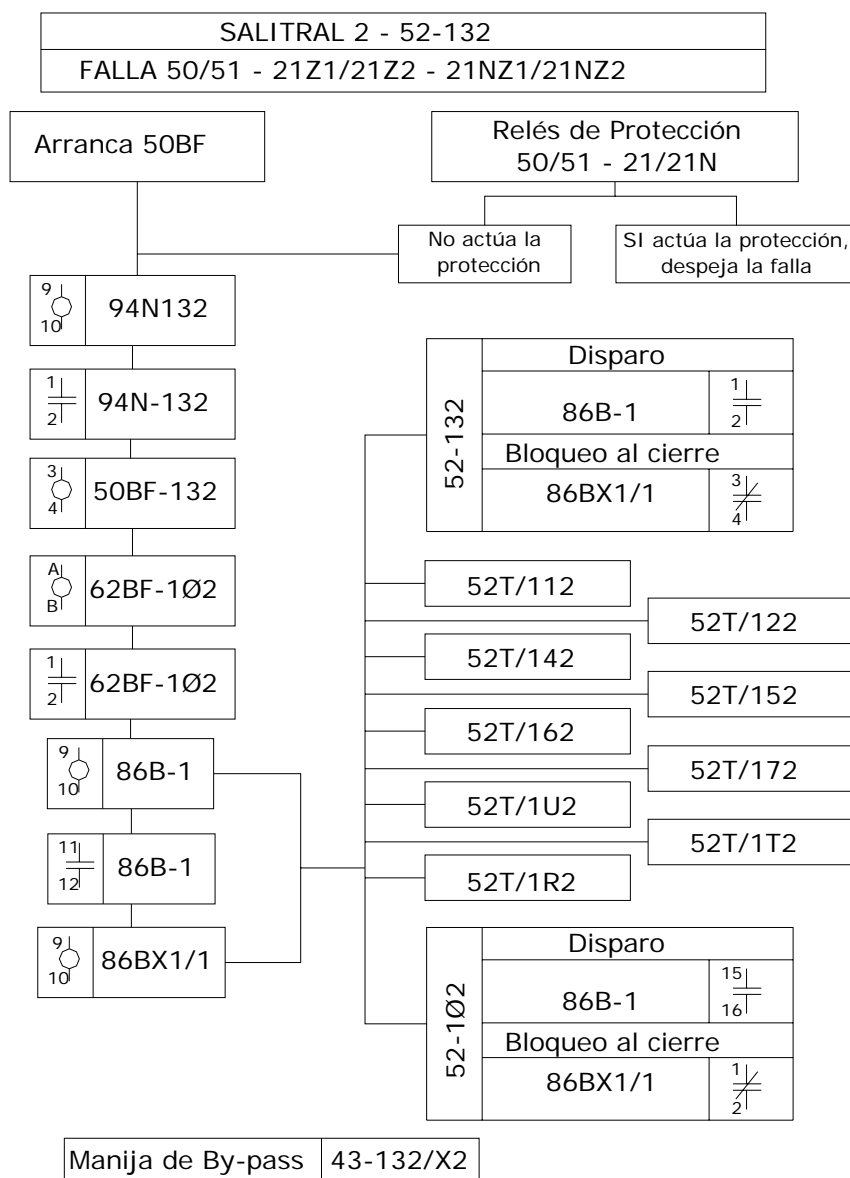 SALITRAL 2 - 52-132
FALLA 50/51 - 21Z1/21Z2 - 21NZ1/21NZ2
Arranca 50BF
Relés de Protección
50/51 - 21/21N
No actúa la
protección
SI actúa la protección,
despeja la falla
9
10
94N132
1
2
94N-132
3
4
50BF-132
A
B
62BF-1Ø2
1
2
62BF-1Ø2
9
10
86B-1
11
12
86B-1
9
10
86BX1/1
52-132
Disparo
86B-1
1
2
Bloqueo al cierre
86BX1/1
3
4
52T/112
52T/122
52T/142
52T/152
52T/162
52T/172
52T/1U2
52T/1T2
52T/1R2
52-1Ø2
Disparo
86B-1
15
16
Bloqueo al cierre
86BX1/1
1
2
Manija de By-pass
43-132/X2